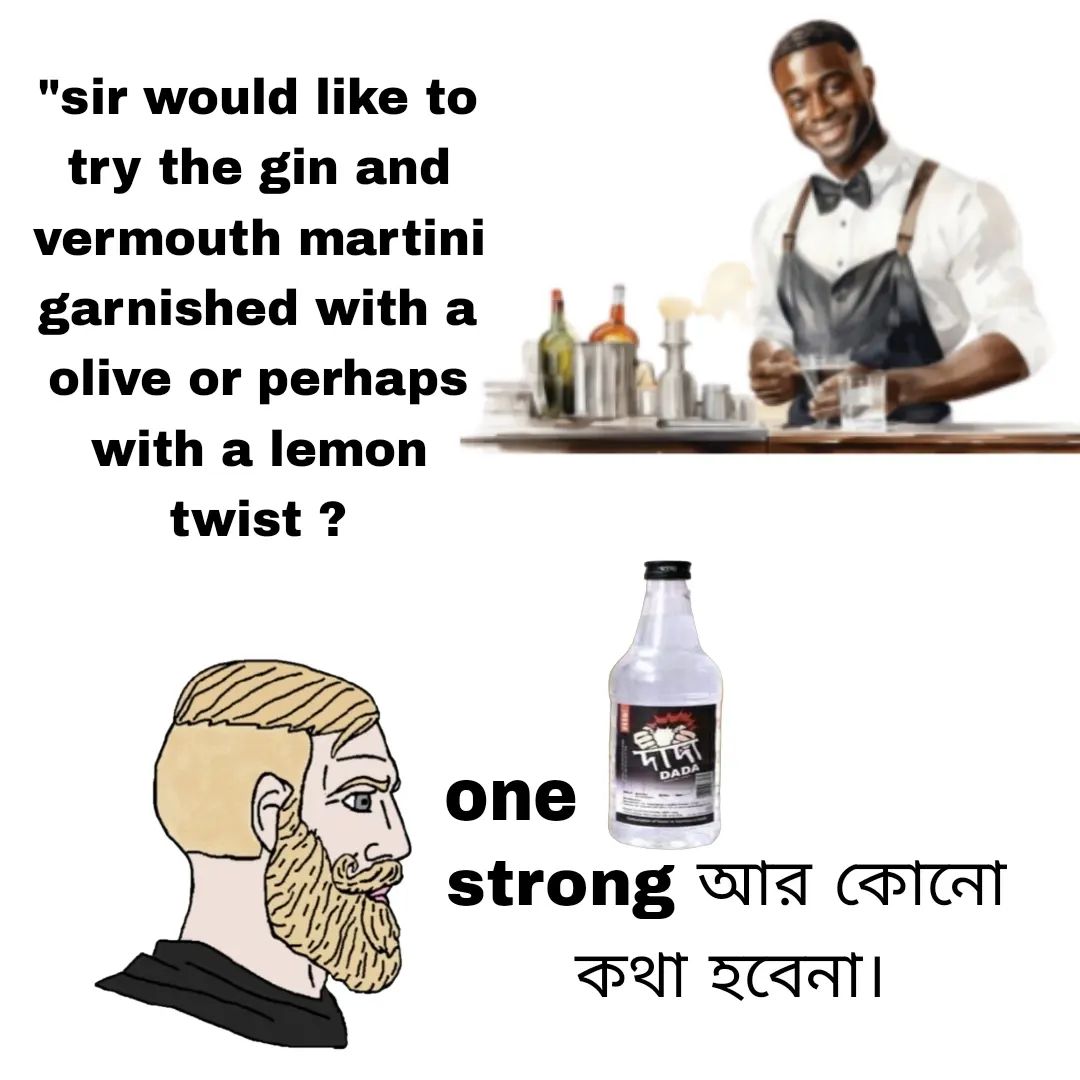 "sir would like to
try the gin and
vermouth martini
garnished with a
olive or perhaps
with a lemon
twist ?
দাদা
DADA
one
strong আর কোনো
কথা হবেনা।